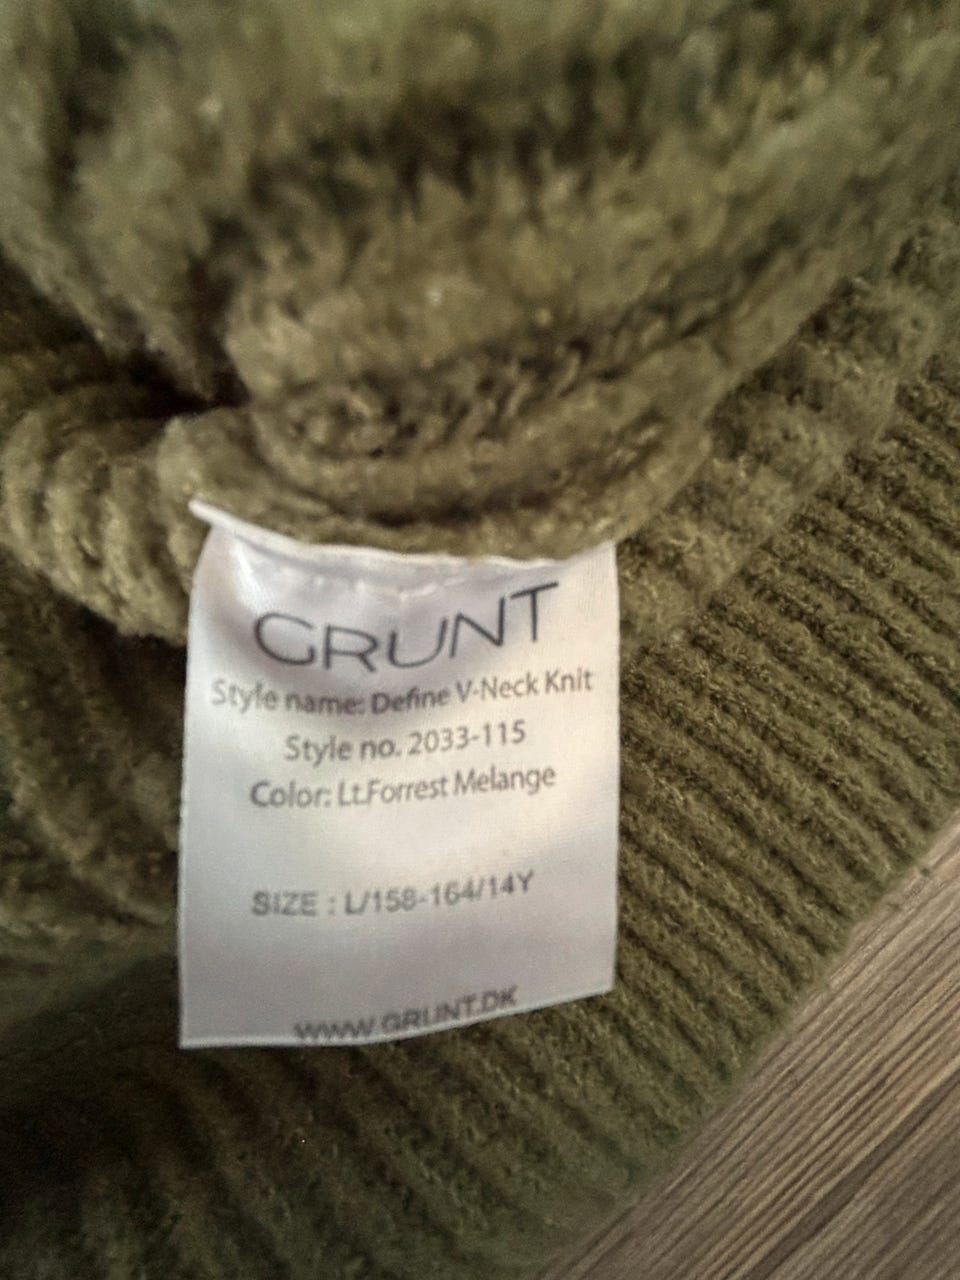 GRUNT
Style name: Define V-Neck Knit
Style no. 2033-115
Color: Lt.Forrest Melange
SIZE : L/158-164/14Y
WWW.GRUNT.DK